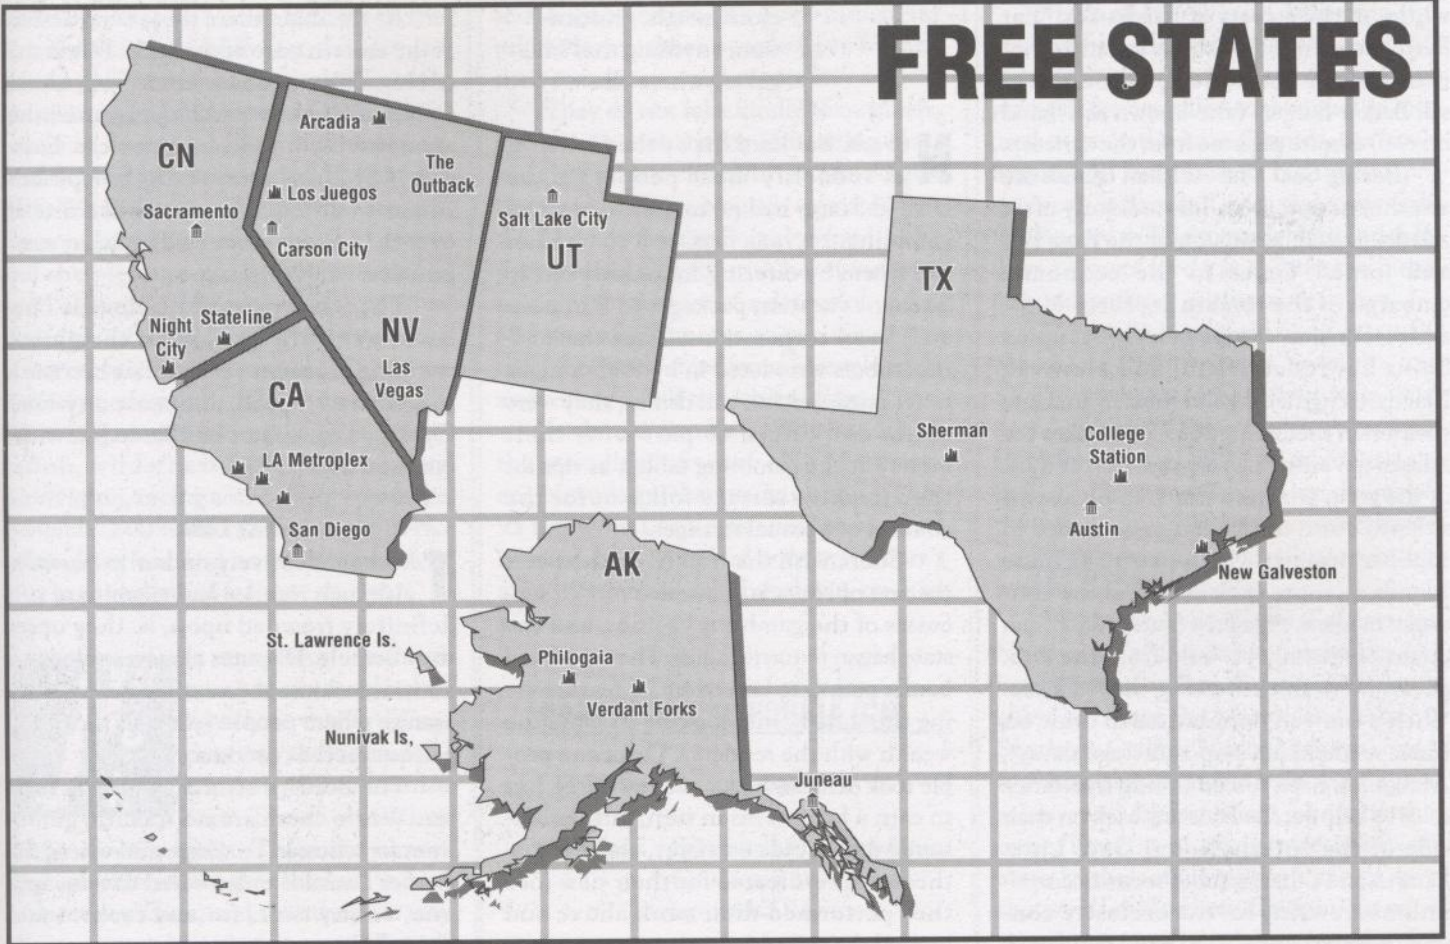 FREE STATES
CN
Sacramento
Night
City
Stateline
Arcadia
The
Outback
Los Juegos
Carson City
NV
Las
Vegas
Salt Lake City
UT
CA
LA Metroplex
San Diego
TX
Sherman
College
Station
Austin
New Galveston
AK
St. Lawrence Is.
Philogaia
Verdant Forks
Nunivak Is.
Juneau